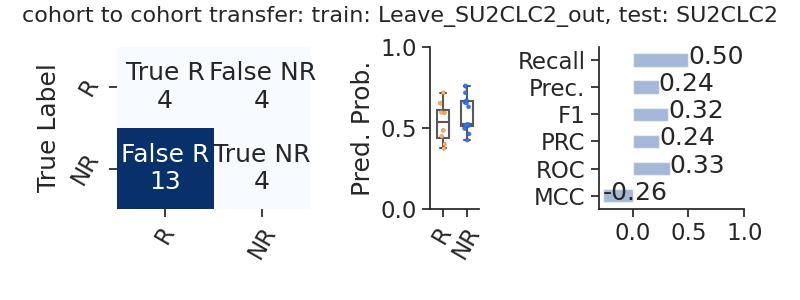 cohort to cohort transfer: train: Leave_SU2CLC2_out, test: SU2CLC2
True Label
R
NR
True R
4
False NR
4
False R
13
True NR
4
R
NR
Pred. Prob.
1.0
0.5
0.0
R
NR
Recall
0.50
Prec.
0.24
F1
0.32
PRC
0.24
ROC
0.33
MCC
-0.26
0.0
0.5
1.0